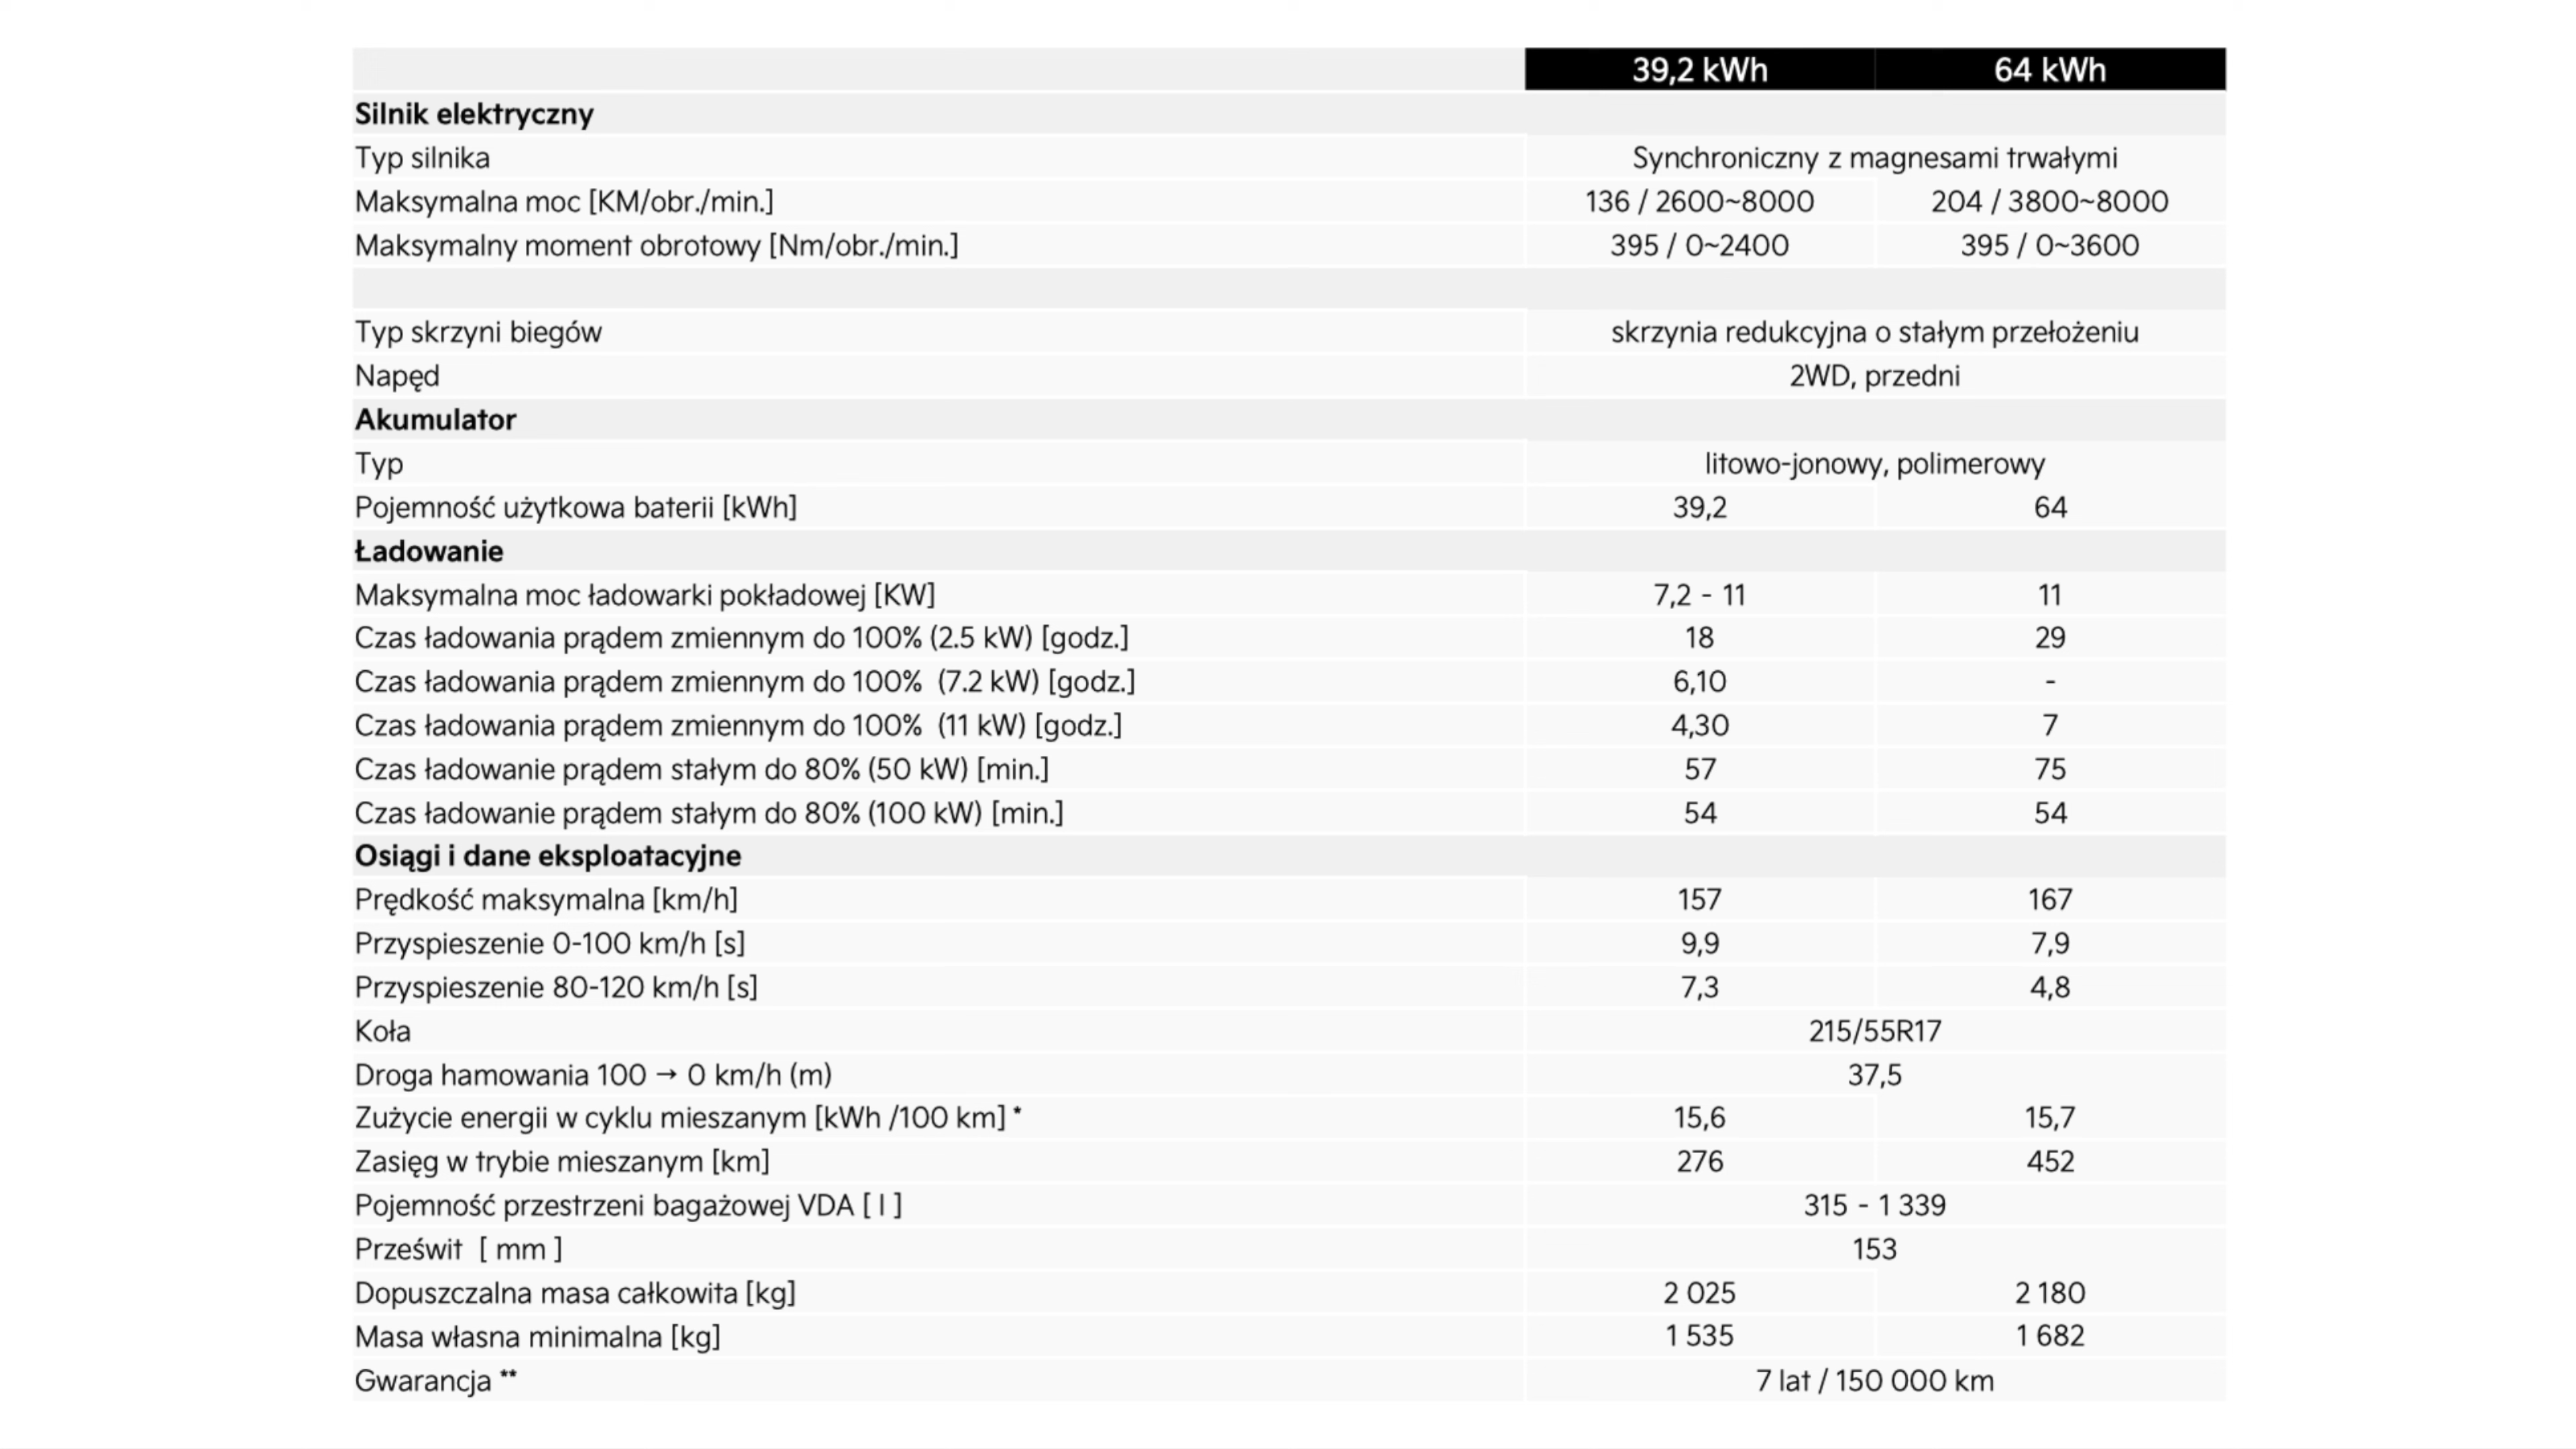 39,2 kWh 64 kWh
Silnik elektryczny
Typ silnika Synchroniczny z magnesami trwałymi
Maksymalna moc [KM/obr./min.] 136 / 2600~8000 204 / 3800~8000
Maksymalny moment obrotowy [Nm/obr./min.] 395 / 0~2400 395 / 0~3600
Typ skrzyni biegów skrzynia redukcyjna o stałym przełożeniu
Napęd 2WD, przedni
Akumulator
Typ litowo-jonowy, polimerowy
Pojemność użytkowa baterii [kWh] 39,2 64
Ładowanie
Maksymalna moc ładowarki pokładowej [KW] 7,2 - 11 11
Czas ładowania prądem zmiennym do 100% (2.5 kW) [godz.] 18 29
Czas ładowania prądem zmiennym do 100% (7.2 kW) [godz.] 6,10 -
Czas ładowania prądem zmiennym do 100% (11 kW) [godz.] 4,30 7
Czas ładowanie prądem stałym do 80% (50 kW) [min.] 57 75
Czas ładowanie prądem stałym do 80% (100 kW) [min.] 54 54
Osiągi i dane eksploatacyjne
Prędkość maksymalna [km/h] 157 167
Przyspieszenie 0-100 km/h [s] 9,9 7,9
Przyspieszenie 80-120 km/h [s] 7,3 4,8
Koła 215/55R17
Droga hamowania 100 → 0 km/h (m) 37,5
Zużycie energii w cyklu mieszanym [kWh /100 km] * 15,6 15,7
Zasięg w trybie mieszanym [km] 276 452
Pojemność przestrzeni bagażowej VDA [ l ] 315 - 1 339
Prześwit [ mm ] 153
Dopuszczalna masa całkowita [kg] 2 025 2 180
Masa własna minimalna [kg] 1 535 1 682
Gwarancja ** 7 lat / 150 000 km